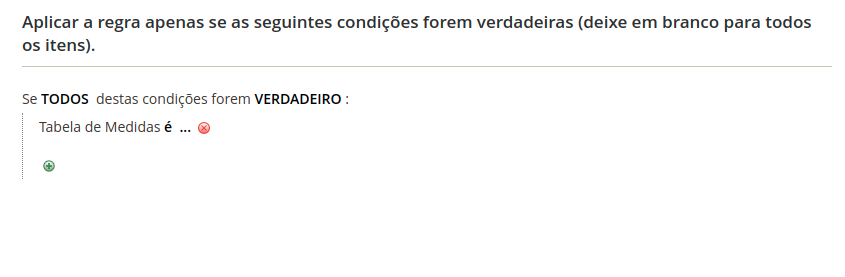 Aplicar a regra apenas se as seguintes condições forem verdadeiras (deixe em branco para todos
os itens).
Se TODOS destas condições forem VERDADEIRO :
Tabela de Medidas é ...